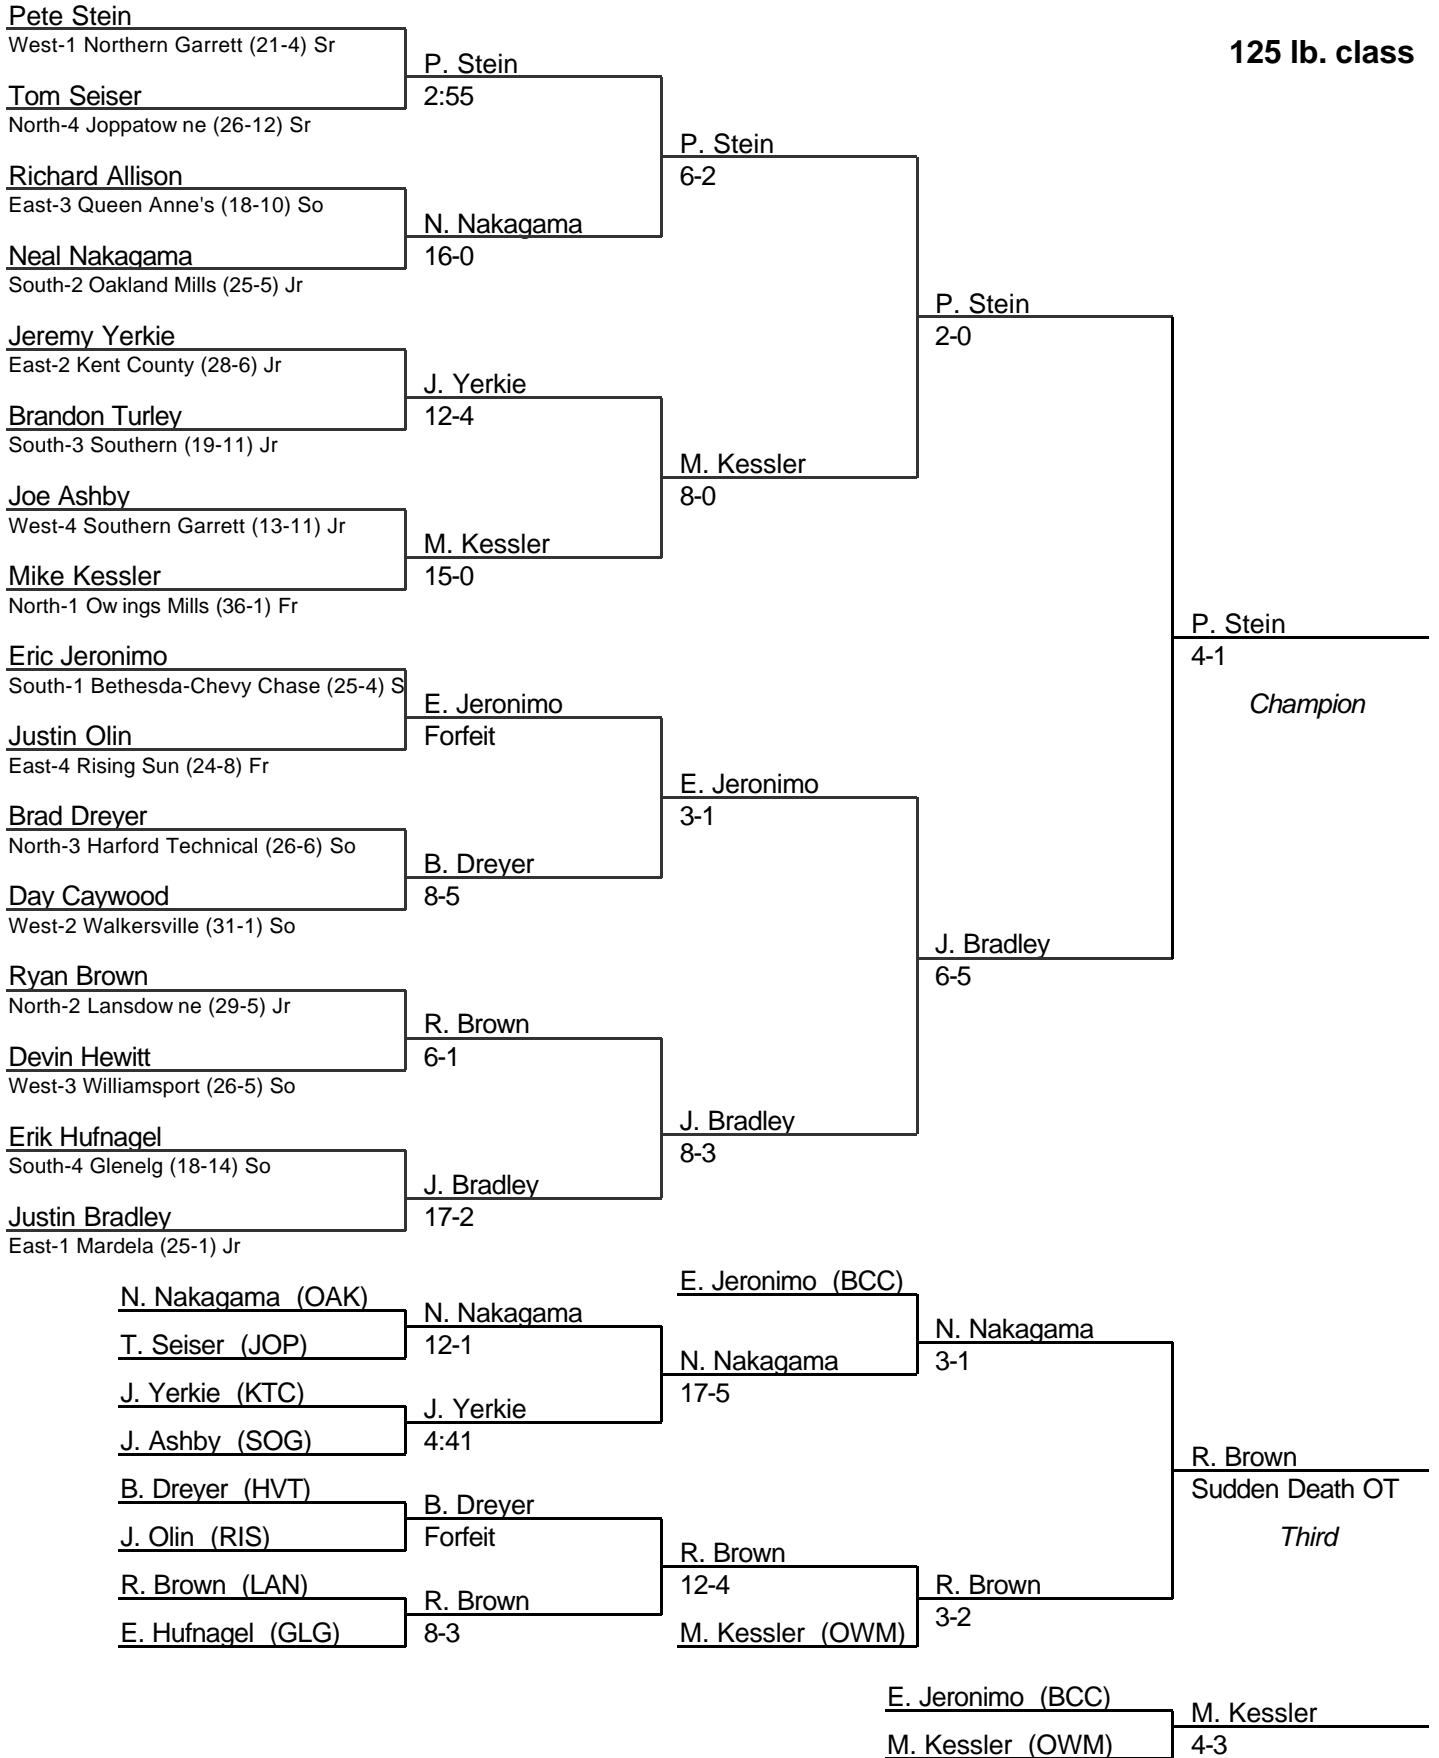 125 lb. class
Pete Stein
West-1 Northern Garrett (21-4) Sr
P. Stein
2:55
Tom Seiser
North-4 Joppatow ne (26-12) Sr
P. Stein
6-2
Richard Allison
East-3 Queen Anne's (18-10) So
N. Nakagama
16-0
Neal Nakagama
South-2 Oakland Mills (25-5) Jr
P. Stein
2-0
Jeremy Yerkie
East-2 Kent County (28-6) Jr
J. Yerkie
12-4
Brandon Turley
South-3 Southern (19-11) Jr
M. Kessler
8-0
Joe Ashby
West-4 Southern Garrett (13-11) Jr
M. Kessler
15-0
Mike Kessler
North-1 Ow ings Mills (36-1) Fr
P. Stein
4-1
Champion
Eric Jeronimo
South-1 Bethesda-Chevy Chase (25-4) S
E. Jeronimo
Forfeit
Justin Olin
East-4 Rising Sun (24-8) Fr
E. Jeronimo
3-1
Brad Dreyer
North-3 Harford Technical (26-6) So
B. Dreyer
8-5
Day Caywood
West-2 Walkersville (31-1) So
J. Bradley
6-5
Ryan Brown
North-2 Lansdow ne (29-5) Jr
R. Brown
6-1
Devin Hewitt
West-3 Williamsport (26-5) So
J. Bradley
8-3
Erik Hufnagel
South-4 Glenelg (18-14) So
J. Bradley
17-2
Justin Bradley
East-1 Mardela (25-1) Jr
N. Nakagama (OAK)
N. Nakagama
12-1
T. Seiser (JOP)
E. Jeronimo (BCC)
N. Nakagama
3-1
N. Nakagama
17-5
J. Yerkie (KTC)
J. Yerkie
4:41
J. Ashby (SOG)
R. Brown
Sudden Death OT
Third
B. Dreyer (HVT)
B. Dreyer
Forfeit
J. Olin (RIS)
R. Brown
12-4
R. Brown (LAN)
R. Brown
8-3
E. Hufnagel (GLG)
R. Brown
3-2
M. Kessler (OWM)
E. Jeronimo (BCC)
M. Kessler
4-3
M. Kessler (OWM)